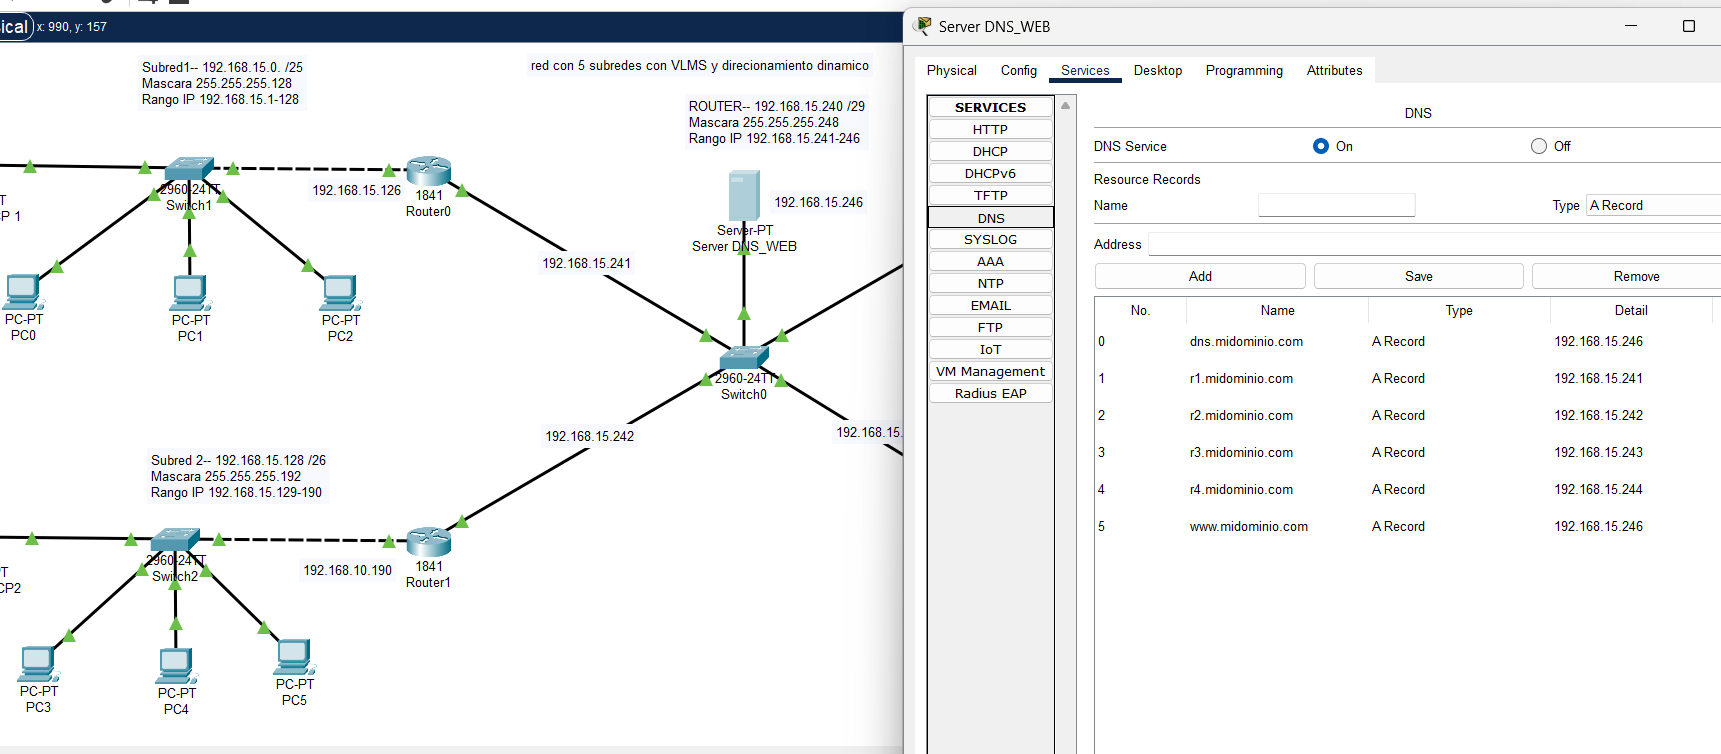 ical x: 990, y: 157
Subred1-- 192.168.15.0. /25
Mascara 255.255.255.128
Rango IP 192.168.15.1-128
red con 5 subredes con VLMS y direcionamiento dinamico
ROUTER-- 192.168.15.240 /29
Mascara 255.255.255.248
Rango IP 192.168.15.241-246
2960-24TT
Switch1
192.168.15.126
1841
Router0
192.168.15.246
Server-PT
Server DNS_WEB
T
P 1
192.168.15.241
PC-PT
PC0
PC-PT
PC1
PC-PT
PC2
2960-24TT
Switch0
192.168.15.242
192.168.15.
Subred 2-- 192.168.15.128 /26
Mascara 255.255.255.192
Rango IP 192.168.15.129-190
2960-24TT
Switch2
192.168.10.190
1841
Router1
T
CP2
PC-PT
PC3
PC-PT
PC4
PC-PT
PC5
Server DNS_WEB
Physical Config Services Desktop Programming Attributes
SERVICES
HTTP
DHCP
DHCPv6
TFTP
DNS
SYSLOG
AAA
NTP
EMAIL
FTP
IoT
VM Management
Radius EAP
DNS
DNS Service On Off
Resource Records
Name Type A Record
Address
Add Save Remove
No. Name Type Detail
0 dns.midominio.com A Record 192.168.15.246
1 r1.midominio.com A Record 192.168.15.241
2 r2.midominio.com A Record 192.168.15.242
3 r3.midominio.com A Record 192.168.15.243
4 r4.midominio.com A Record 192.168.15.244
5 www.midominio.com A Record 192.168.15.246